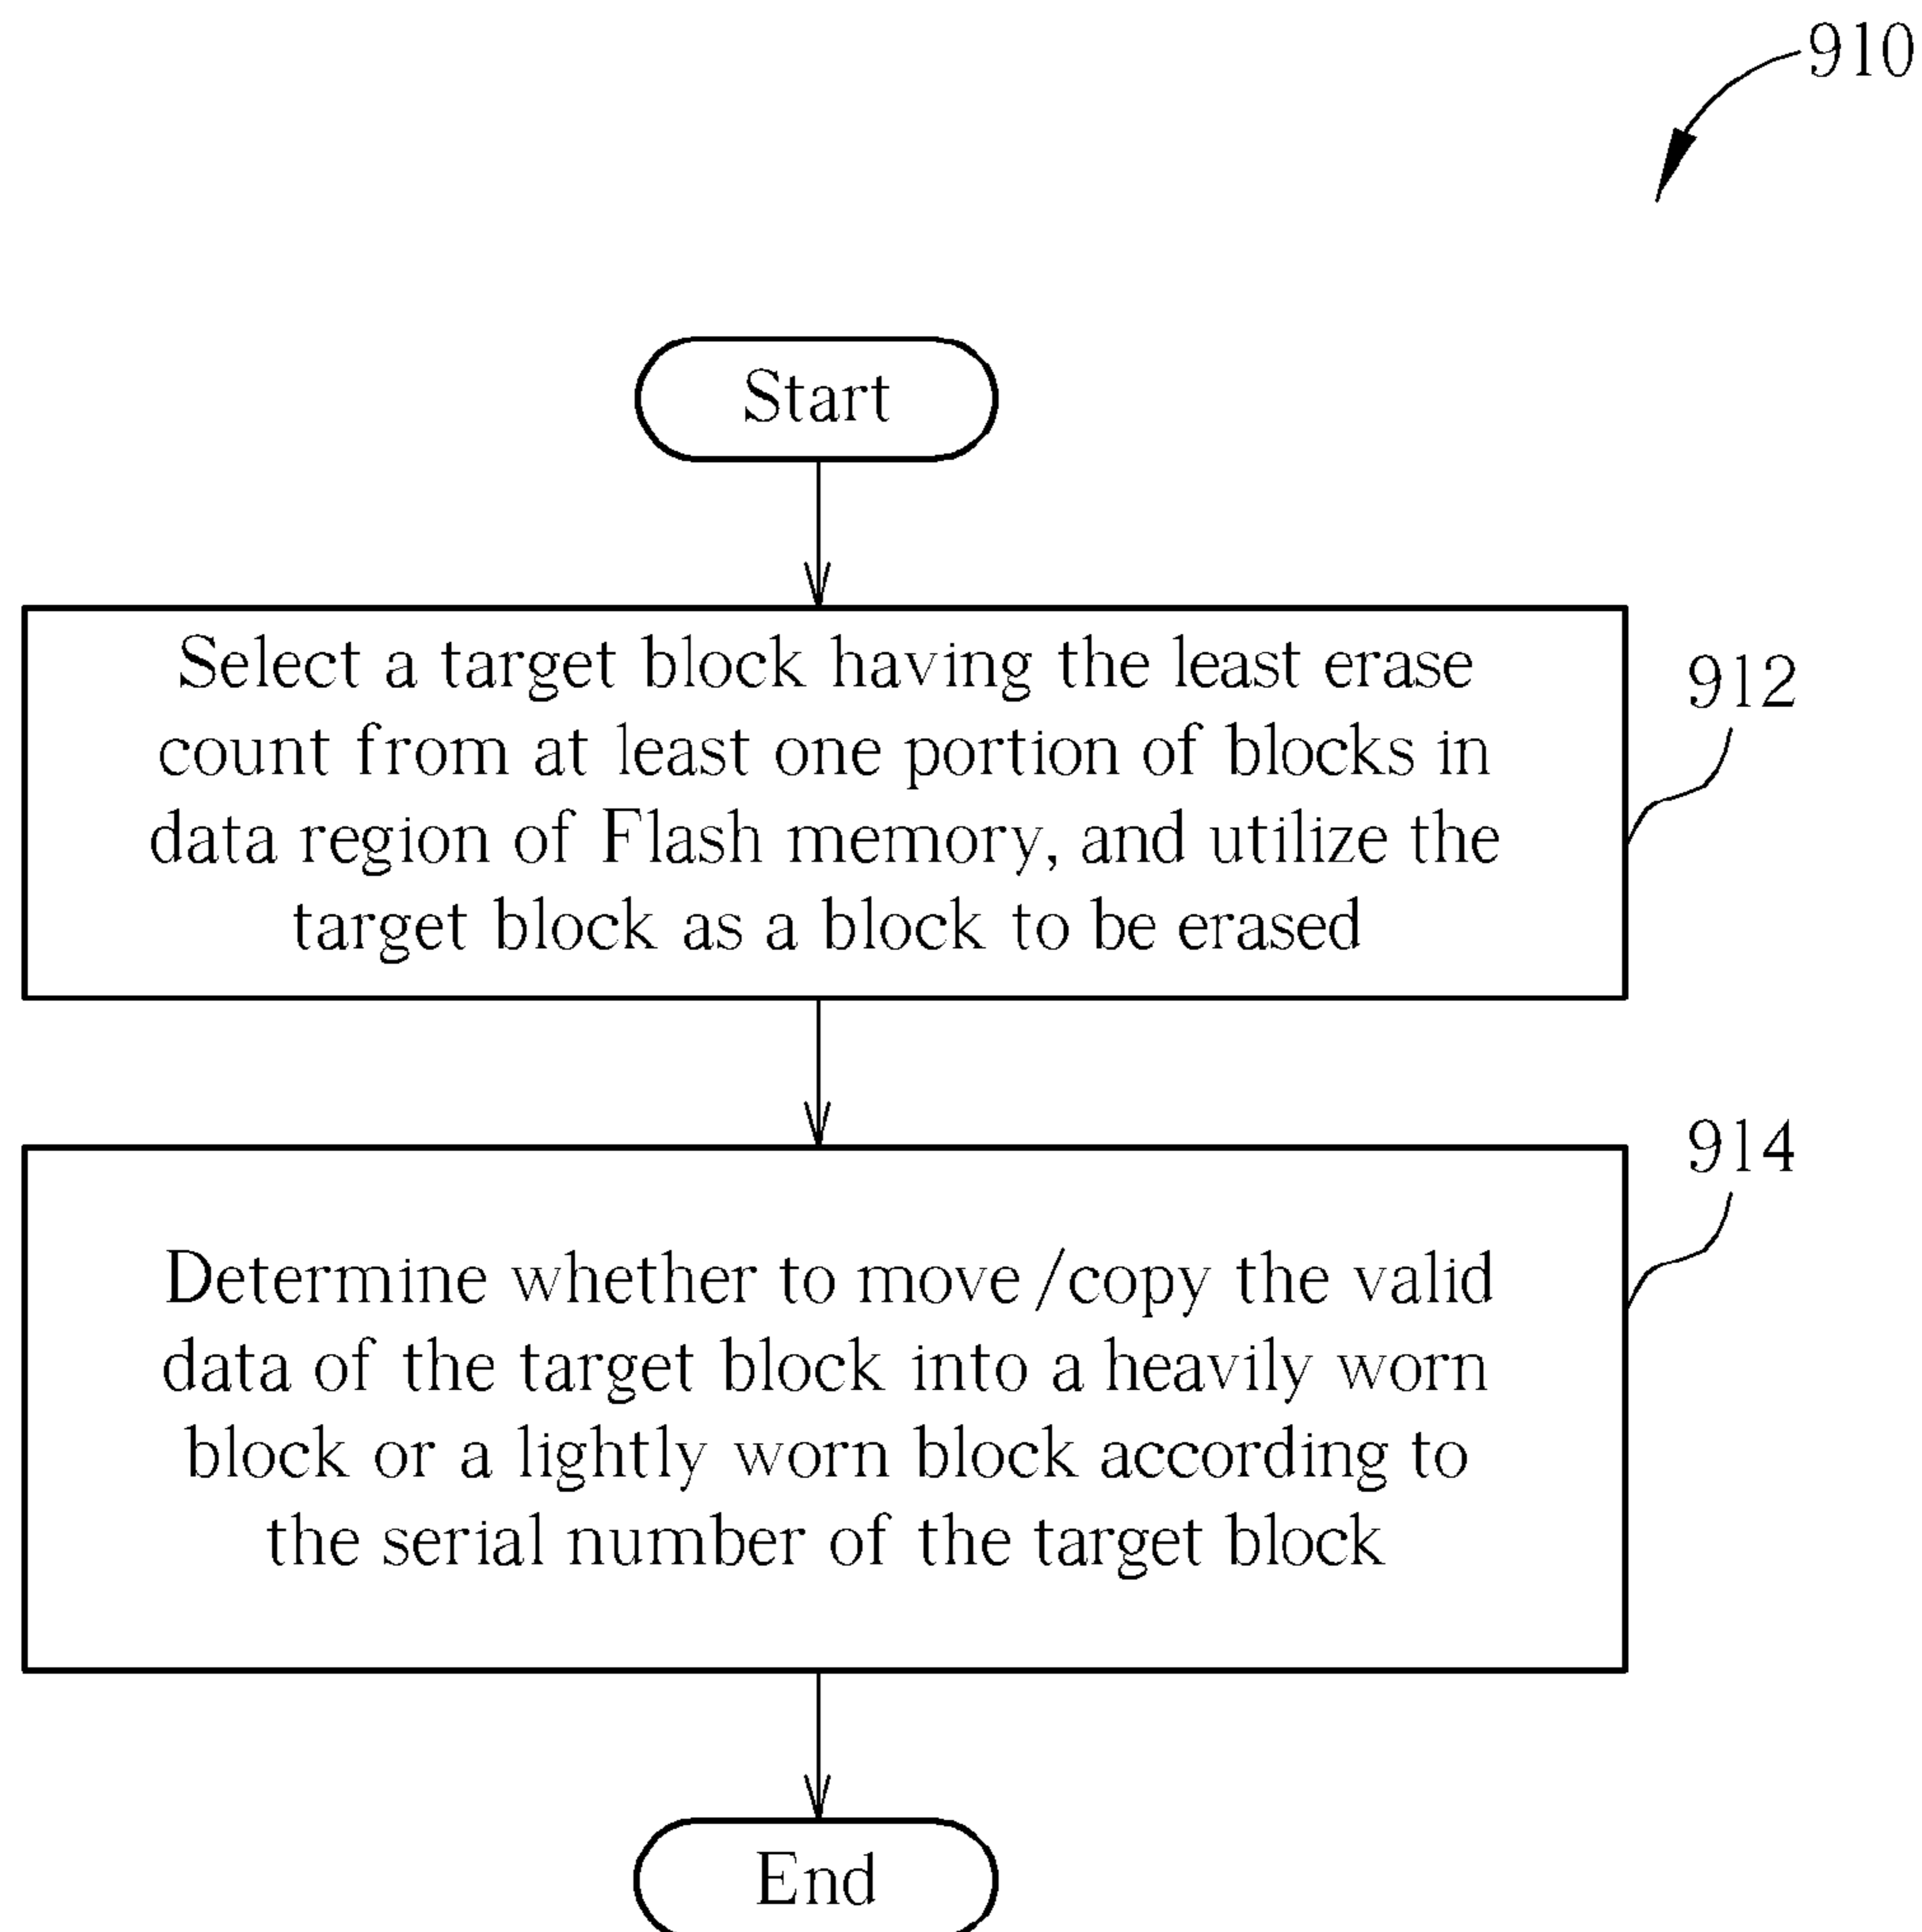 910
Start
Select a target block having the least erase
count from at least one portion of blocks in
data region of Flash memory, and utilize the
target block as a block to be erased
912
914
Determine whether to move/copy the valid
data of the target block into a heavily worn
block or a lightly worn block according to
the serial number of the target block
End